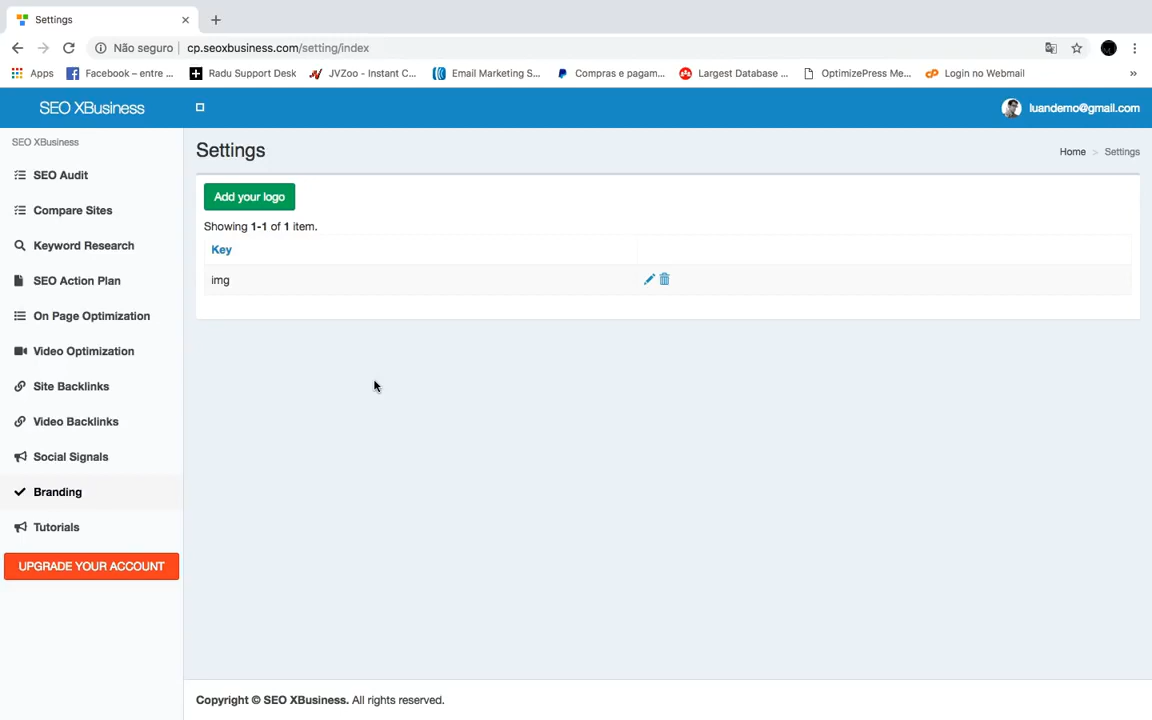 Settings
Não seguro
cp.seoxbusiness.com/setting/index
Apps
Facebook – entre ...
Radu Support Desk
JVZoo - Instant C...
Email Marketing S...
Compras e pagam...
Largest Database ...
OptimizePress Me...
Login no Webmail
»
SEO XBusiness
luandemo@gmail.com
SEO XBusiness
SEO Audit
Compare Sites
Keyword Research
SEO Action Plan
On Page Optimization
Video Optimization
Site Backlinks
Video Backlinks
Social Signals
Branding
Tutorials
UPGRADE YOUR ACCOUNT
Settings
Home > Settings
Add your logo
Showing 1-1 of 1 item.
Key
img
Copyright © SEO XBusiness. All rights reserved.